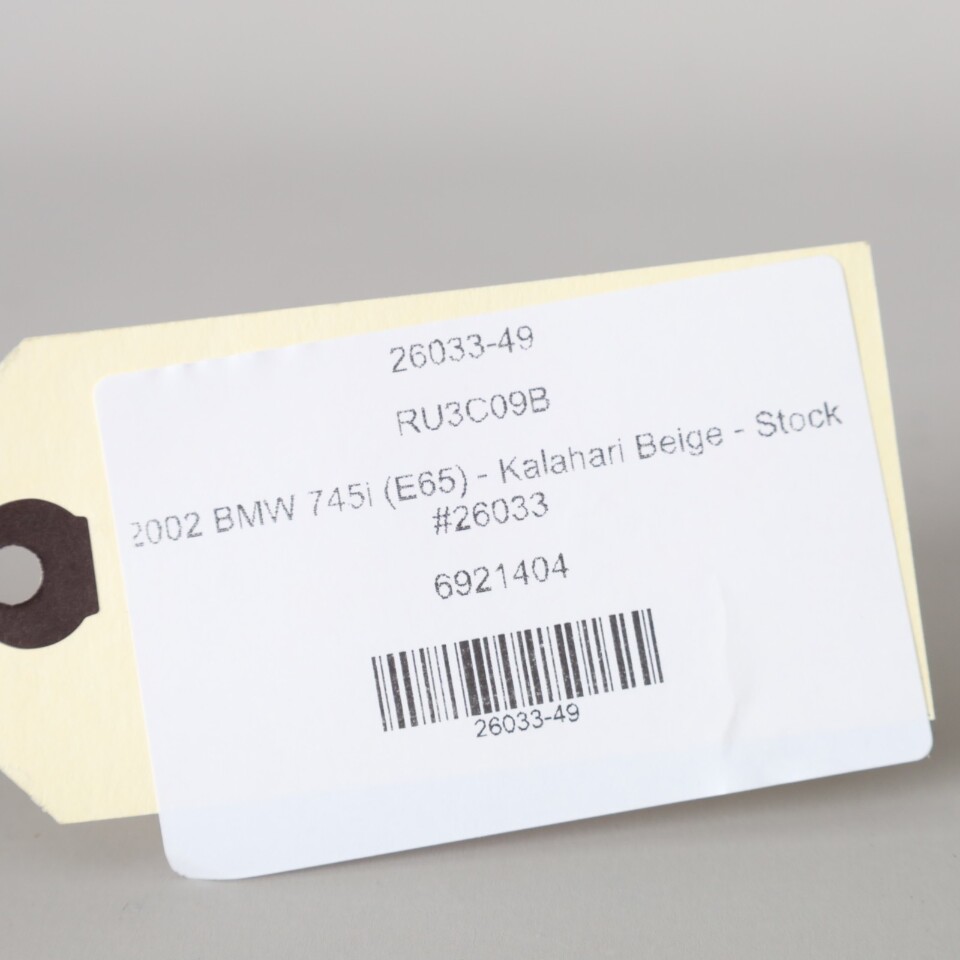 26033-49
RU3C09B
2002 BMW 745i (E65) - Kalahari Beige - Stock
#26033
6921404
26033-49